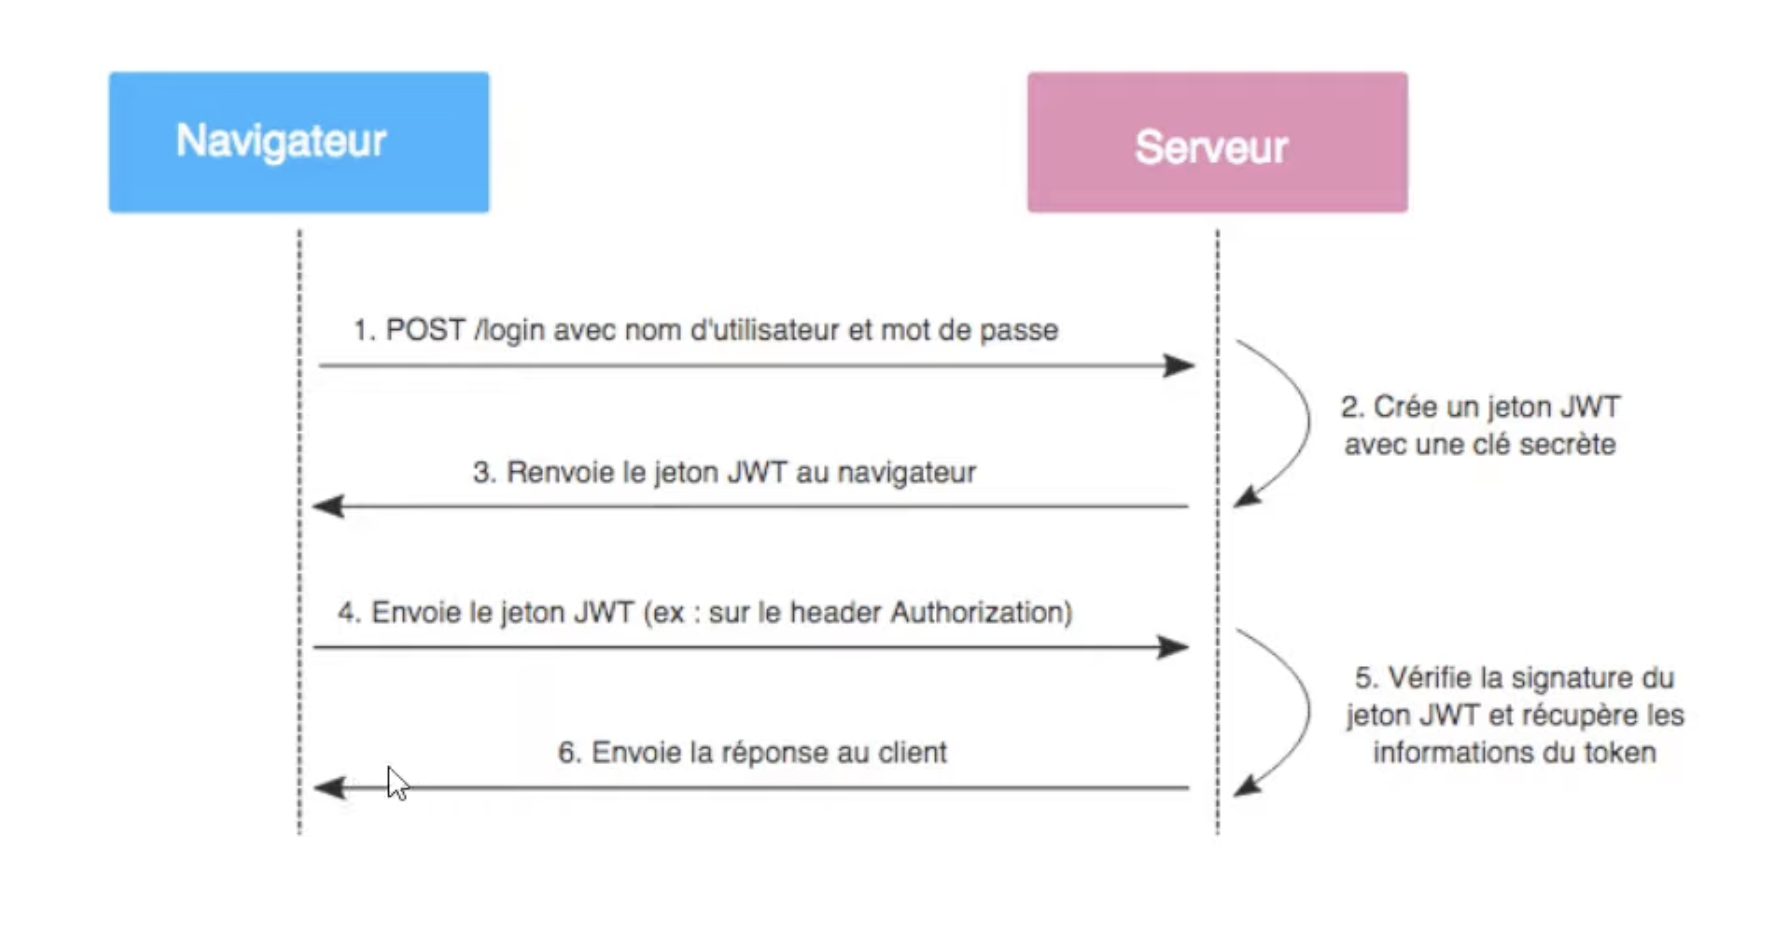 Navigateur
Serveur
1. POST /login avec nom d'utilisateur et mot de passe
2. Crée un jeton JWT
avec une clé secrète
3. Renvoie le jeton JWT au navigateur
4. Envoie le jeton JWT (ex : sur le header Authorization)
5. Vérifie la signature du
jeton JWT et récupère les
informations du token
6. Envoie la réponse au client